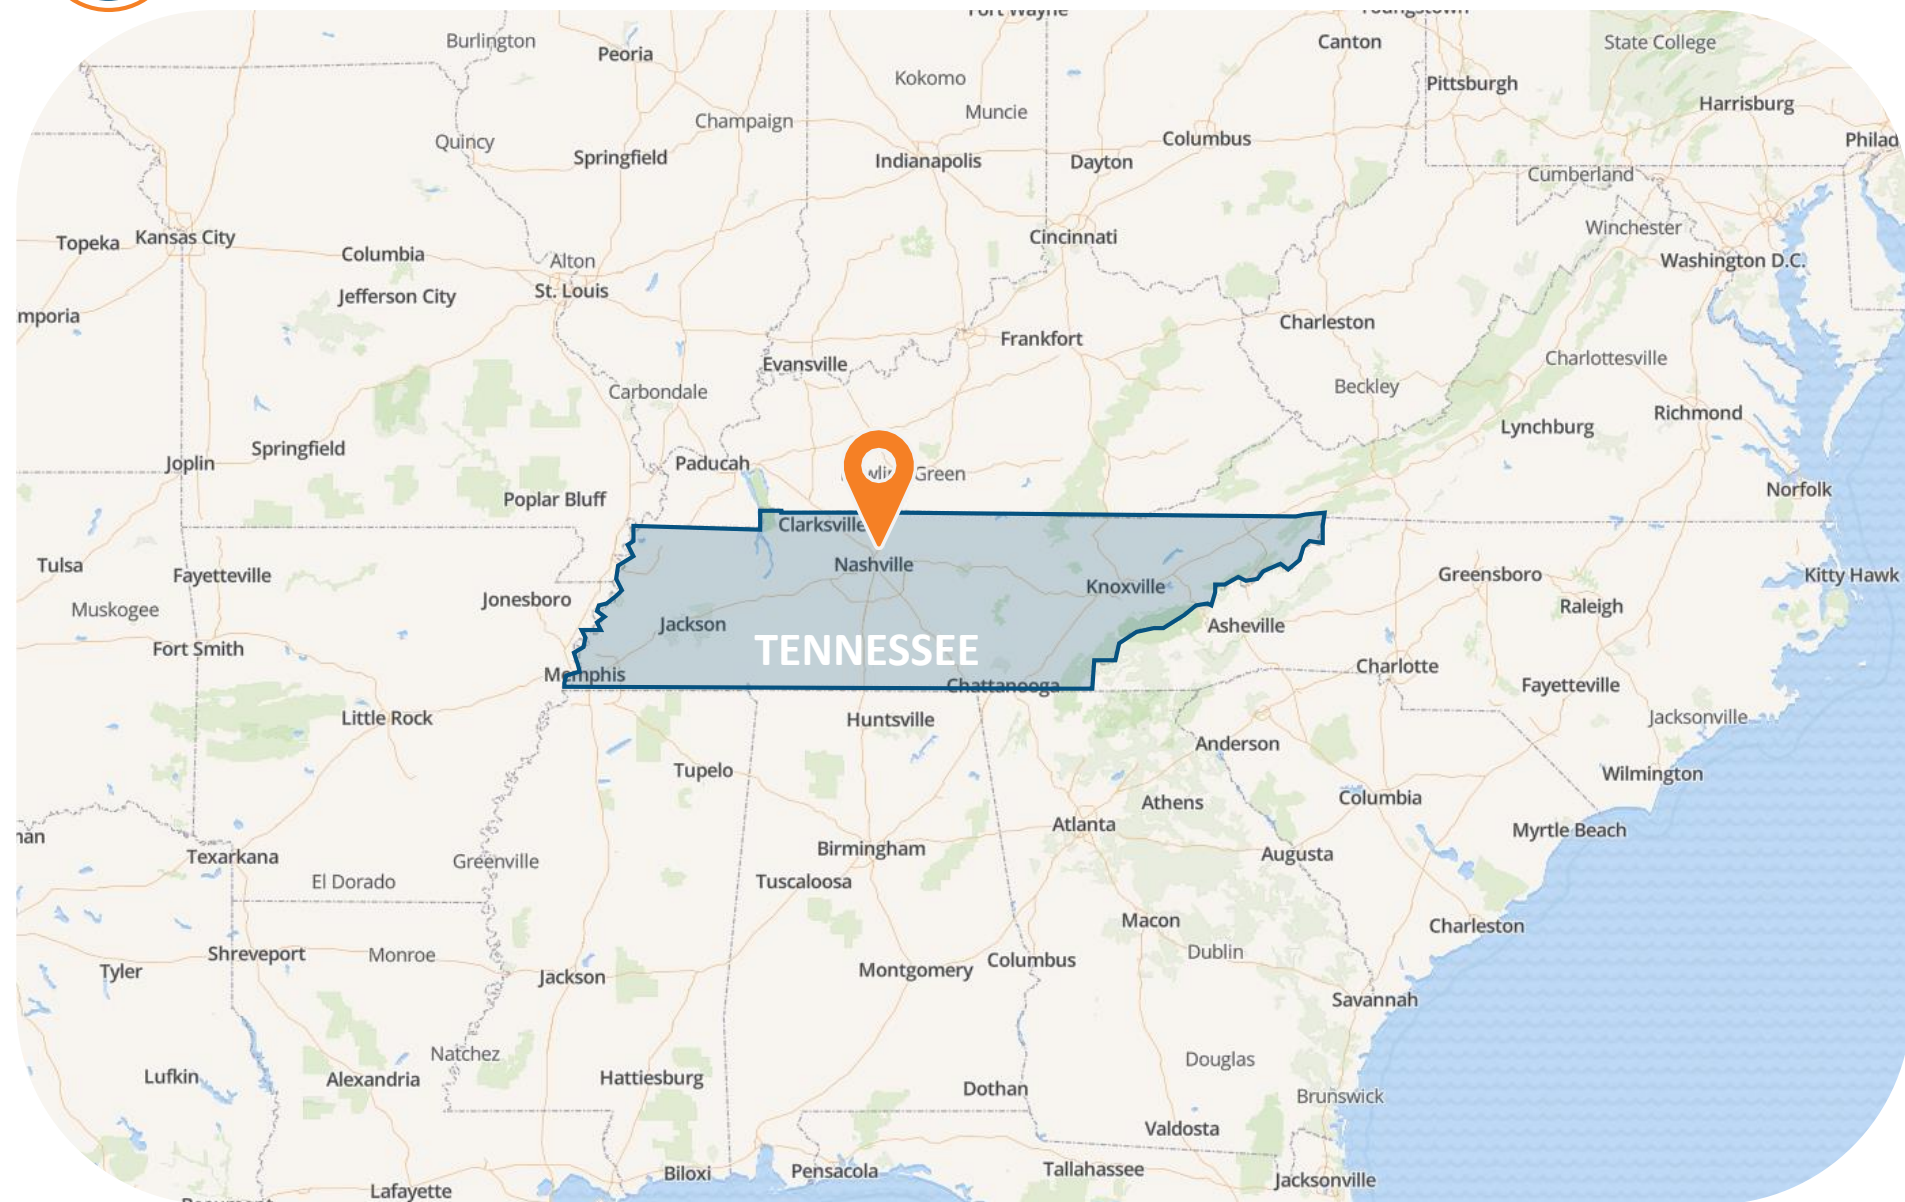 Fort Wayne
Youngstown
Burlington
Peoria
Canton
State College
Kokomo
Pittsburgh
Harrisburg
Muncie
Champaign
Columbus
Philad
Quincy
Springfield
Indianapolis
Dayton
Cumberland
Winchester
Topeka
Kansas City
Columbia
Cincinnati
Alton
Washington D.C.
St. Louis
Jefferson City
mporia
Charleston
Frankfort
Charlottesville
Evansville
Carbondale
Beckley
Richmond
Lynchburg
Springfield
Joplin
Paducah
Green
Norfolk
Poplar Bluff
Clarksville
Tulsa
Nashville
Fayetteville
Knoxville
Greensboro
Kitty Hawk
Jonesboro
Raleigh
Muskogee
Jackson
Asheville
Fort Smith
TENNESSEE
Charlotte
Memphis
Chattanooga
Fayetteville
Little Rock
Huntsville
Jacksonville
Anderson
Tupelo
Wilmington
Columbia
Athens
Atlanta
Myrtle Beach
Birmingham
Augusta
Texarkana
Greenville
El Dorado
Tuscaloosa
Macon
Charleston
Shreveport
Monroe
Dublin
Columbus
Tyler
Jackson
Montgomery
Savannah
Natchez
Douglas
Lufkin
Alexandria
Hattiesburg
Dothan
Brunswick
Valdosta
Biloxi
Pensacola
Tallahassee
Jacksonville
Lafayette